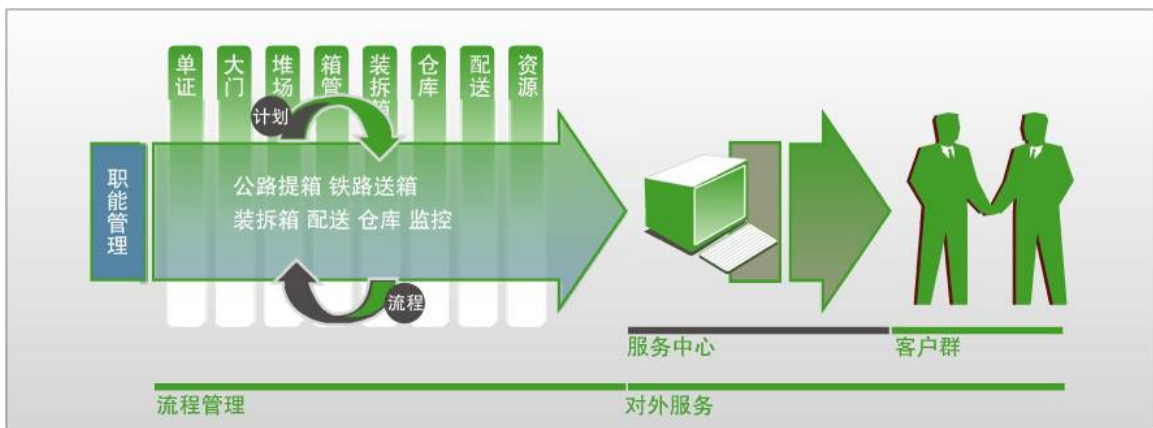 单证
大门
堆场
箱管
装拆箱
仓库
配送
资源
计划
职能管理
公路提箱 铁路送箱
装拆箱 配送 仓库 监控
流程
服务中心
客户群
流程管理
对外服务